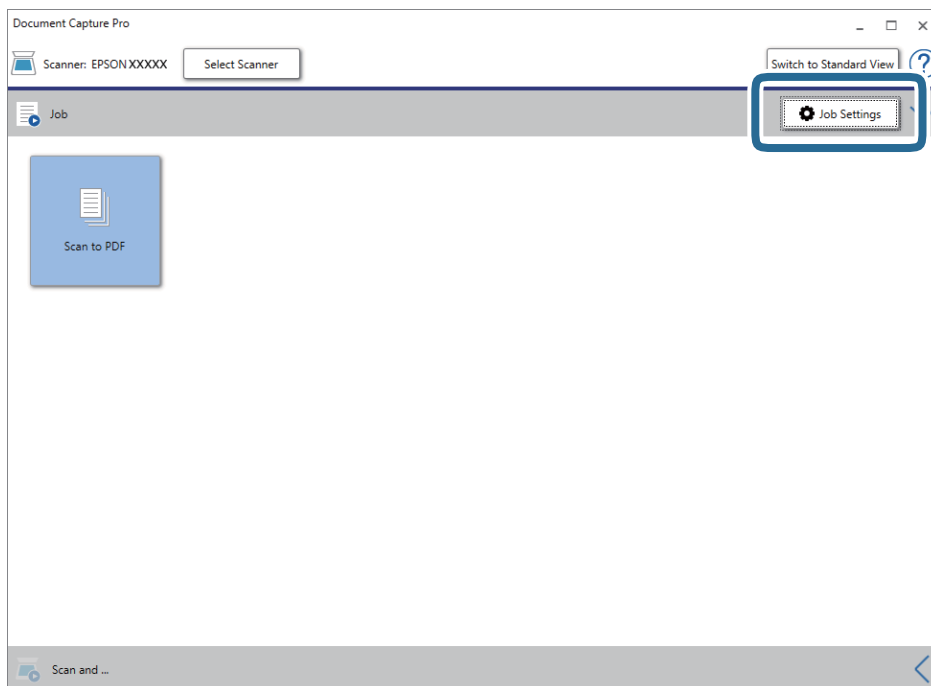 Document Capture Pro
Scanner: EPSON XXXXX Select Scanner Switch to Standard View ?
Job Job Settings
Scan to PDF
Scan and ...